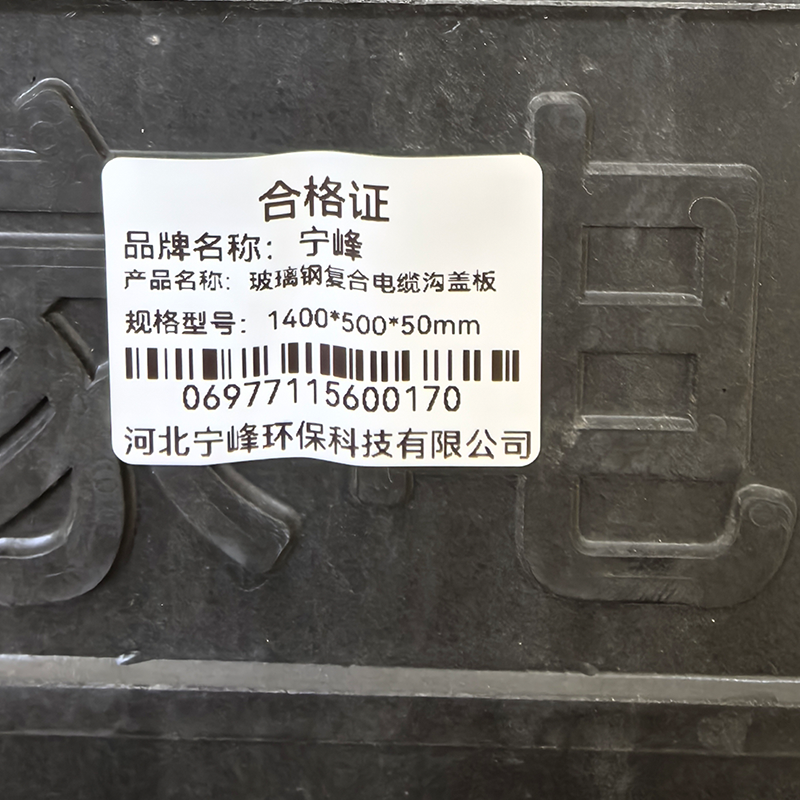 合格证
品牌名称：宁峰
产品名称：玻璃钢复合电缆沟盖板
规格型号：1400*500*50mm
06977115600170
河北宁峰环保科技有限公司
电